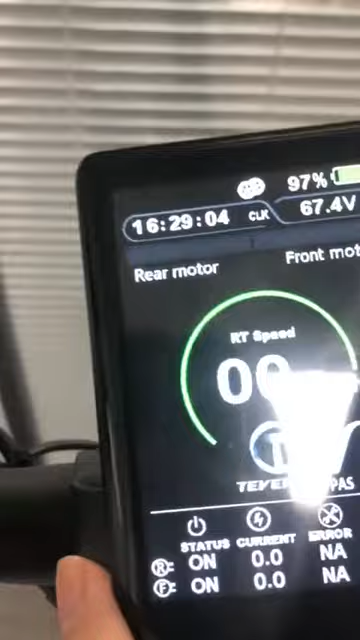 97%
16:29:04 CLK 67.4V
Rear motor Front mot
RT Speed
00
TEVE
PAS
STATUS CURRENT ERROR
R: ON 0.0 NA
F: ON 0.0 NA